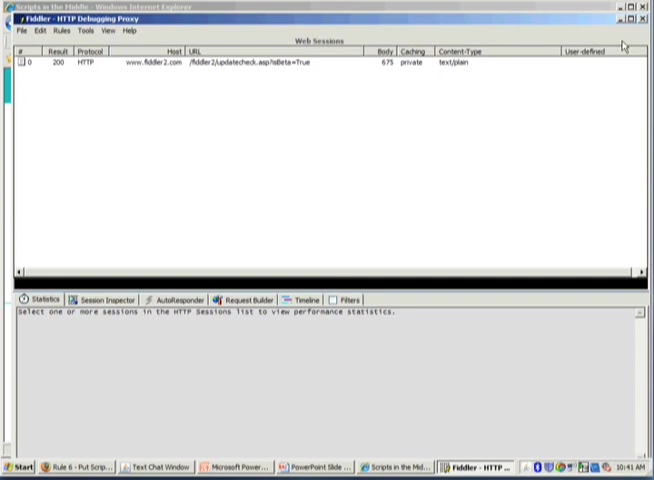 Scripts in the Middle - Windows Internet Explorer
Fiddler - HTTP Debugging Proxy
File Edit Rules Tools View Help
Web Sessions
# Result Protocol Host URL Body Caching Content-Type User-defined
0 200 HTTP www.fiddler2.com /fiddler2/updatecheck.asp?isBeta=True 675 private text/plain
Statistics Session Inspector AutoResponder Request Builder Timeline Filters
Select one or more sessions in the HTTP Sessions list to view performance statistics.
Start Rule 6 - Put Scrip... Text Chat Window Microsoft Power... PowerPoint Slide ... Scripts in the Mid... Fiddler - HTTP ... 10:41 AM